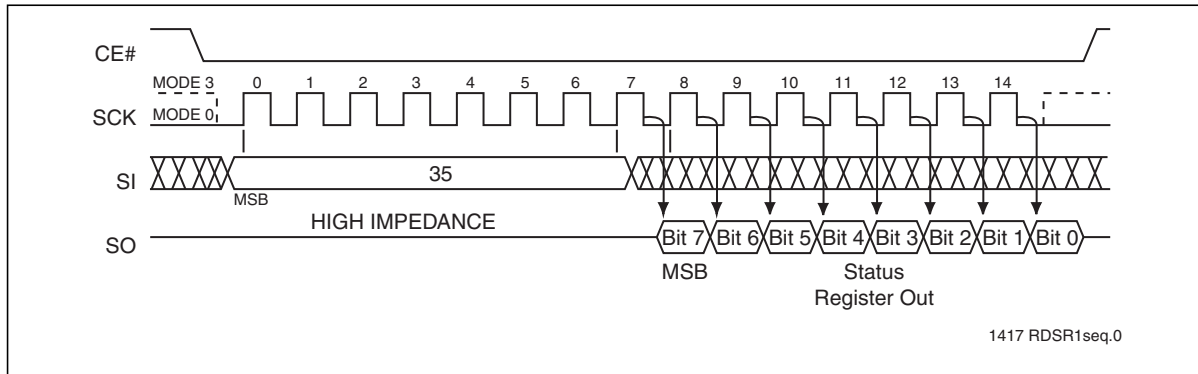 CE#
MODE 3 0 1 2 3 4 5 6 7 8 9 10 11 12 13 14
SCK MODE 0
SI 35
MSB
HIGH IMPEDANCE
SO Bit 7 Bit 6 Bit 5 Bit 4 Bit 3 Bit 2 Bit 1 Bit 0
MSB Status
Register Out
1417 RDSR1seq.0